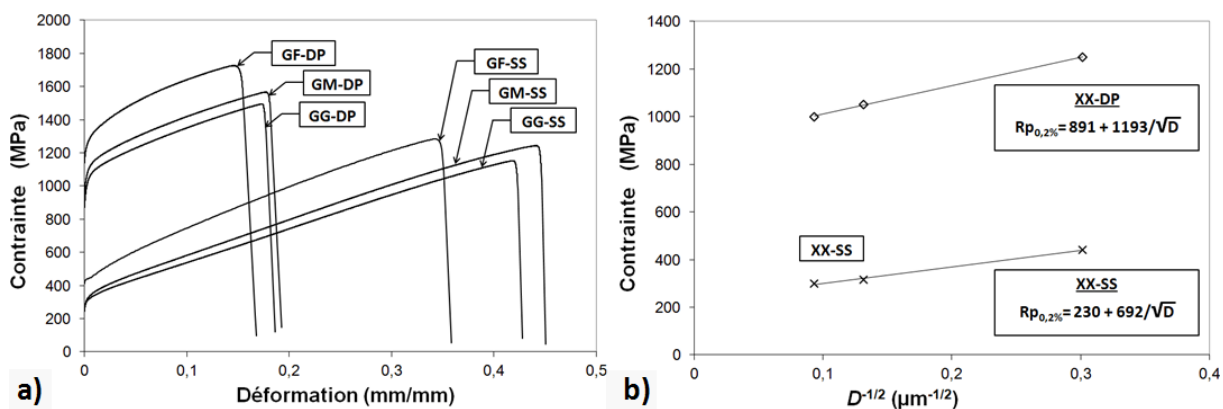 2000
1800
1600
1400
1200
1000
800
600
400
200
0
Contrainte (MPa)
GF-DP
GM-DP
GG-DP
GF-SS
GM-SS
GG-SS
0
0,1
0,2
0,3
0,4
0,5
Déformation (mm/mm)
a)
1400
1200
1000
800
600
400
200
0
Contrainte (MPa)
XX-DP
Rp0,2%= 891 + 1193/√D
XX-SS
XX-SS
Rp0,2%= 230 + 692/√D
0
0,1
0,2
0,3
0,4
D-1/2 (µm-1/2)
b)